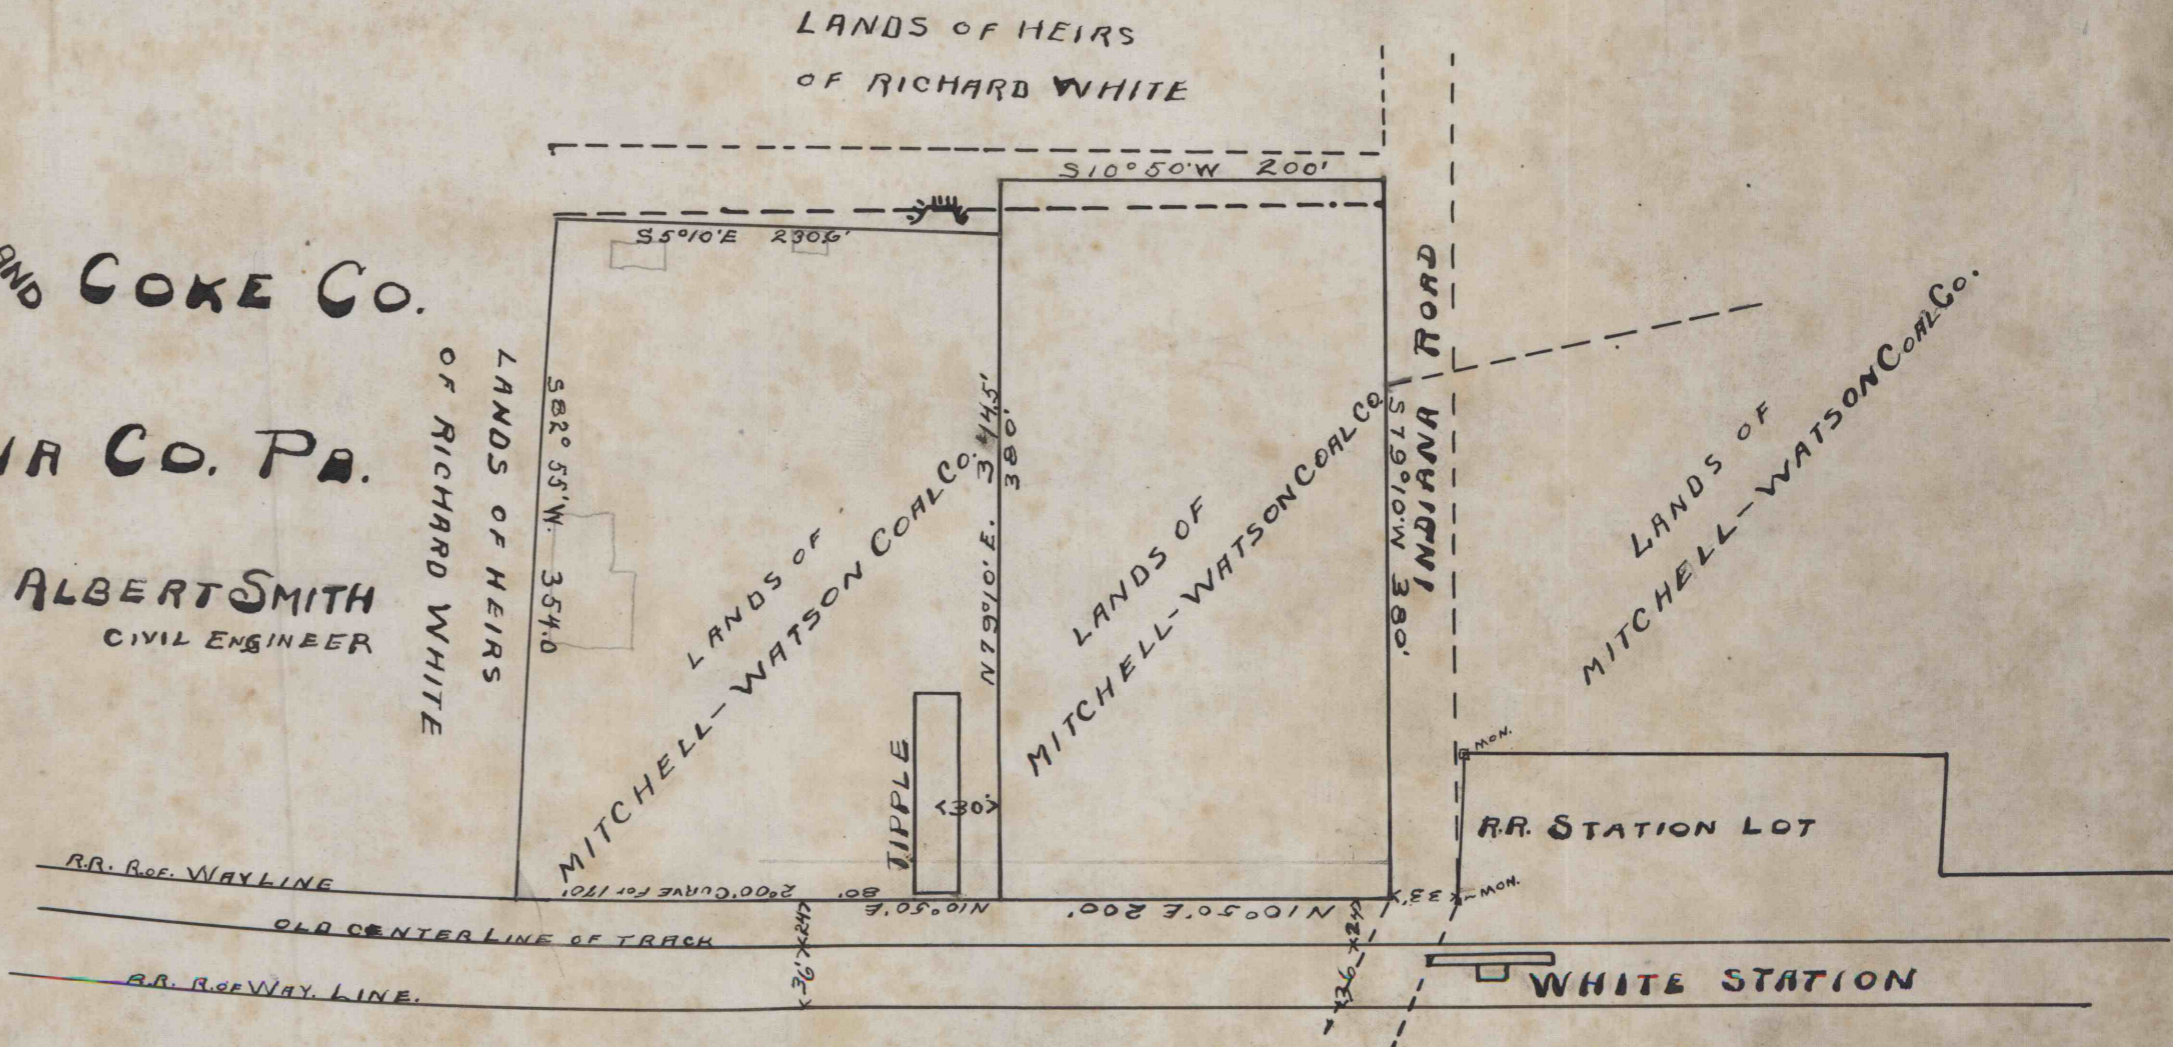 LANDS OF HEIRS
OF RICHARD WHITE
S10°50'W 200'
S5°10'E 230.6'
AND COKE CO.
CO. PA.
ALBERT SMITH
CIVIL ENGINEER
LANDS OF HEIRS
OF RICHARD WHITE
S82° 55'W. 354.0
LANDS OF
MITCHELL-WATSON COAL CO.
N79°10'E. 344.5'
380'
LANDS OF
MITCHELL-WATSON COAL CO.
S79°10'W 380'
INDIANA ROAD
LANDS OF
MITCHELL-WATSON COAL CO.
TIPPLE
<30'>
MON.
R.R. STATION LOT
MON.
33'
R.R. R. OF. WAY LINE
2°00' CURVE FOR 170'
80'
N10°50'E
N10°50'E 200'
OLD CENTER LINE OF TRACK
24
36'
24
36
R.R. R. OF WAY. LINE.
WHITE STATION